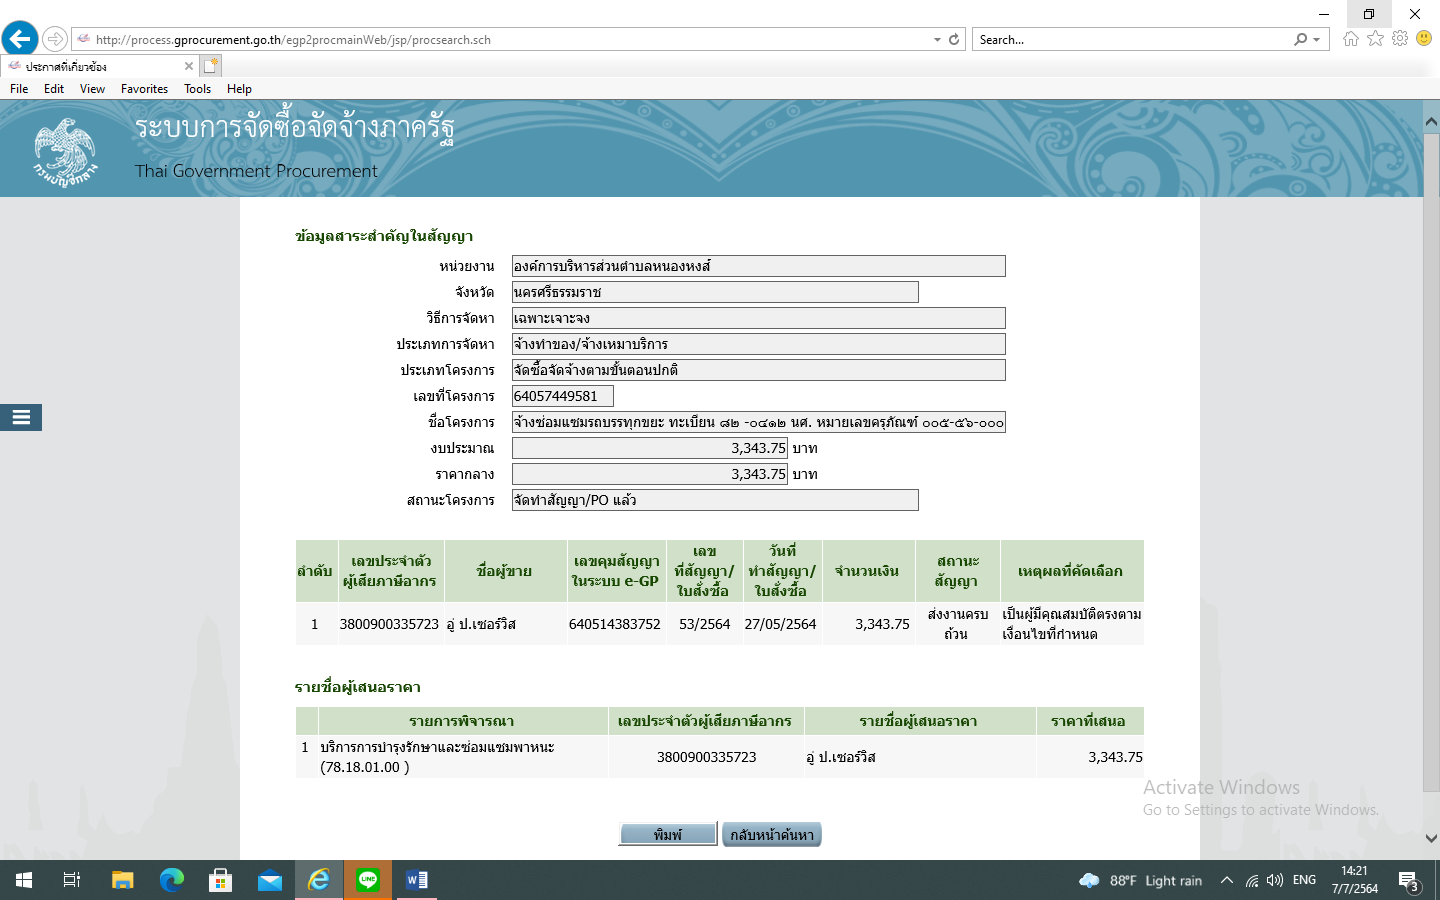 http://process.gprocurement.go.th/egp2procmainWeb/jsp/procsearch.sch
Search...
ประกาศที่เกี่ยวข้อง
File Edit View Favorites Tools Help
ระบบการจัดซื้อจัดจ้างภาครัฐ
Thai Government Procurement
กรมบัญชีกลาง
ข้อมูลสาระสำคัญในสัญญา
หน่วยงาน องค์การบริหารส่วนตำบลหนองหงส์
จังหวัด นครศรีธรรมราช
วิธีการจัดหา เฉพาะเจาะจง
ประเภทการจัดหา จ้างทำของ/จ้างเหมาบริการ
ประเภทโครงการ จัดซื้อจัดจ้างตามขั้นตอนปกติ
เลขที่โครงการ 64057449581
ชื่อโครงการ จ้างซ่อมแซมรถบรรทุกขยะ ทะเบียน ๘๒ -๐๔๑๒ นศ. หมายเลขครุภัณฑ์ ๐๐๕-๕๖-๐๐๐
งบประมาณ 3,343.75 บาท
ราคากลาง 3,343.75 บาท
สถานะโครงการ จัดทำสัญญา/PO แล้ว
ลำดับ เลขประจำตัวผู้เสียภาษีอากร ชื่อผู้ขาย เลขคุมสัญญาในระบบ e-GP เลขที่สัญญา/ใบสั่งซื้อ วันที่ทำสัญญา/ใบสั่งซื้อ จำนวนเงิน สถานะสัญญา เหตุผลที่คัดเลือก
1 3800900335723 อู่ ป.เซอร์วิส 640514383752 53/2564 27/05/2564 3,343.75 ส่งงานครบถ้วน เป็นผู้มีคุณสมบัติตรงตามเงื่อนไขที่กำหนด
รายชื่อผู้เสนอราคา
รายการพิจารณา เลขประจำตัวผู้เสียภาษีอากร รายชื่อผู้เสนอราคา ราคาที่เสนอ
1 บริการการบำรุงรักษาและซ่อมแซมพาหนะ (78.18.01.00 ) 3800900335723 อู่ ป.เซอร์วิส 3,343.75
Activate Windows
Go to Settings to activate Windows.
พิมพ์ กลับหน้าค้นหา
LINE
88°F Light rain ENG 14:21
7/7/2564
3